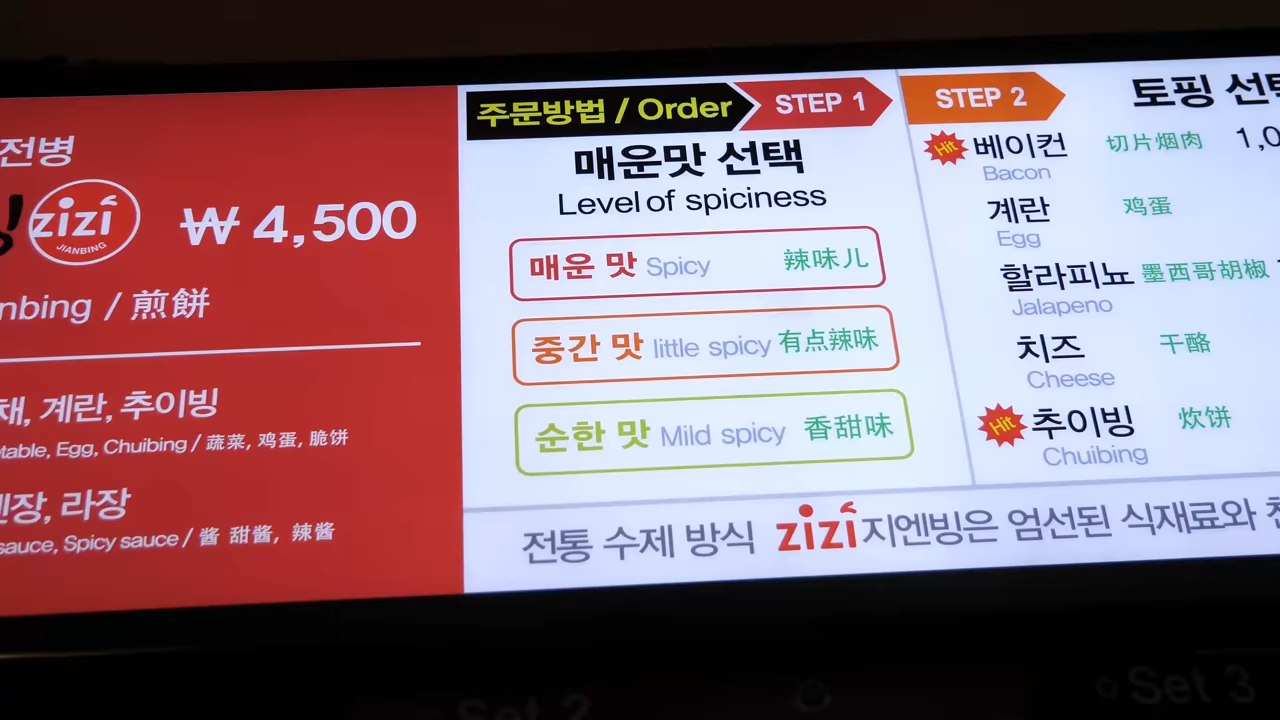 전병
zizi
JIANBING
₩ 4,500
nbing / 煎餅
채, 계란, 추이빙
table, Egg, Chuibing / 蔬菜, 鸡蛋, 脆饼
장, 라장
sauce, Spicy sauce / 酱 甜酱, 辣酱
주문방법 / Order STEP 1
매운맛 선택
Level of spiciness
매운 맛 Spicy 辣味儿
중간 맛 little spicy 有点辣味
순한 맛 Mild spicy 香甜味
STEP 2 토핑 선택
Hit 베이컨 切片烟肉 1,0
Bacon
계란 鸡蛋
Egg
할라피뇨 墨西哥胡椒
Jalapeno
치즈 干酪
Cheese
Hit 추이빙 炊饼
Chuibing
전통 수제 방식 zizi 지엔빙은 엄선된 식재료와
Set 2
Set 3